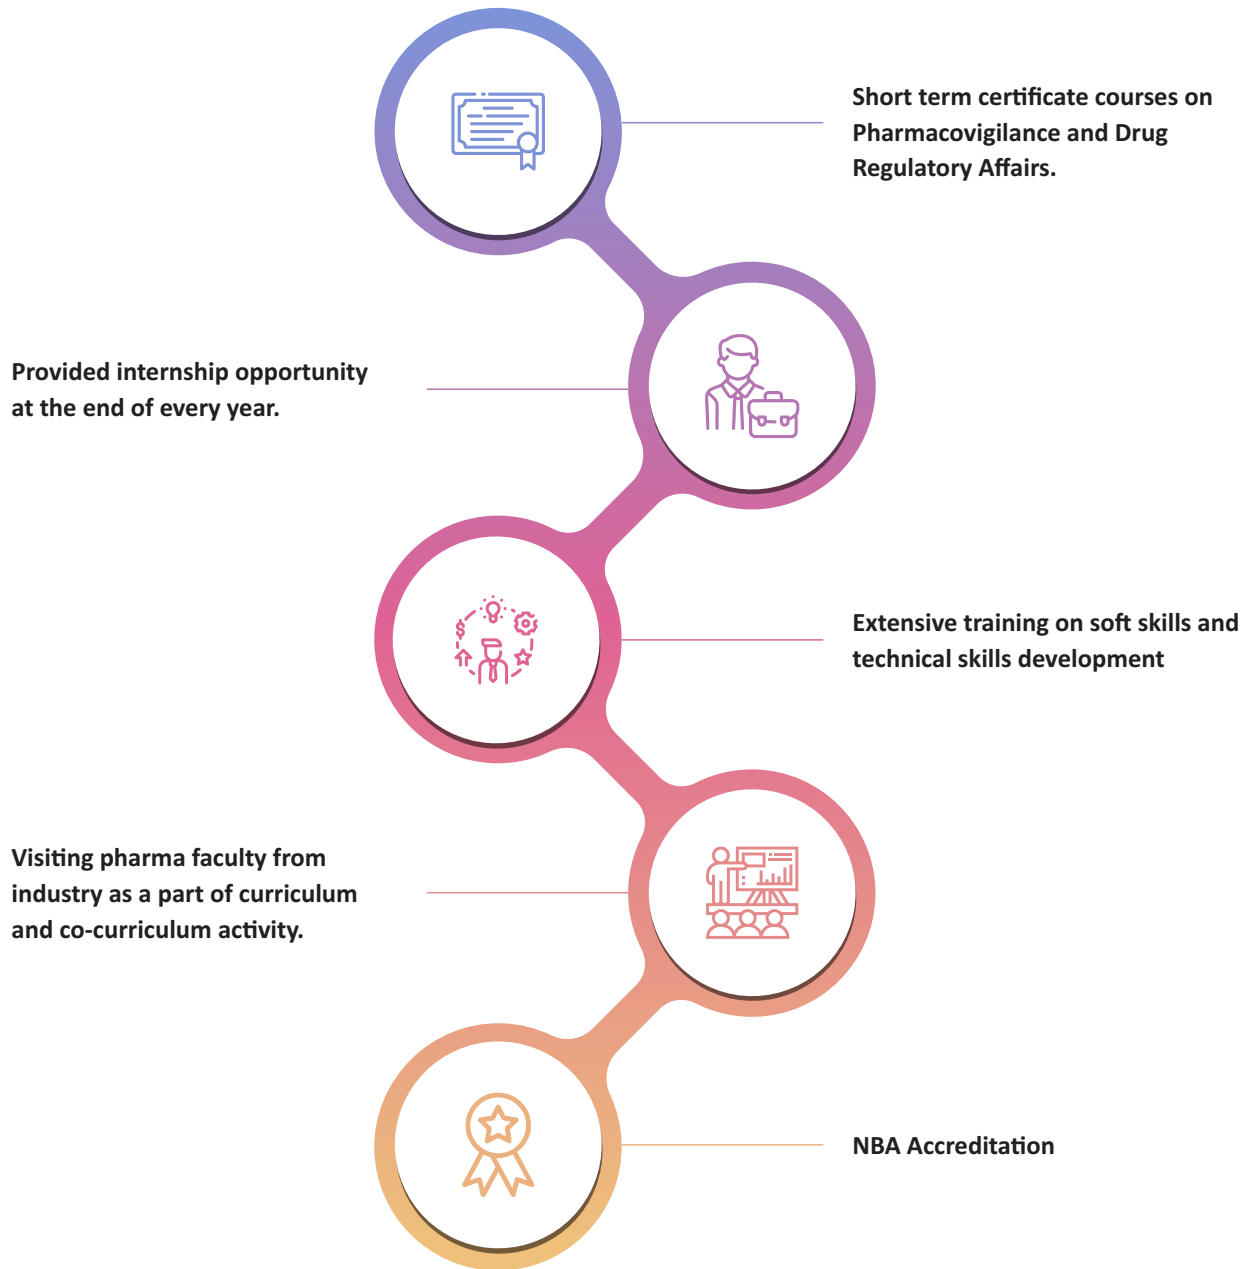 Short term certificate courses on
Pharmacovigilance and Drug
Regulatory Affairs.
Provided internship opportunity
at the end of every year.
Extensive training on soft skills and
technical skills development
Visiting pharma faculty from
industry as a part of curriculum
and co-curriculum activity.
NBA Accreditation